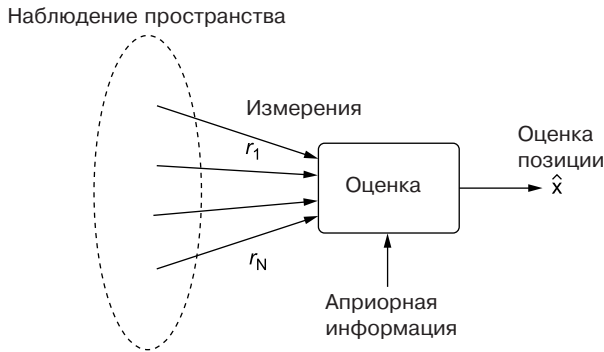 Наблюдение пространства
Измерения
r1
Оценка
позиции
x̂
Оценка
rN
Априорная
информация